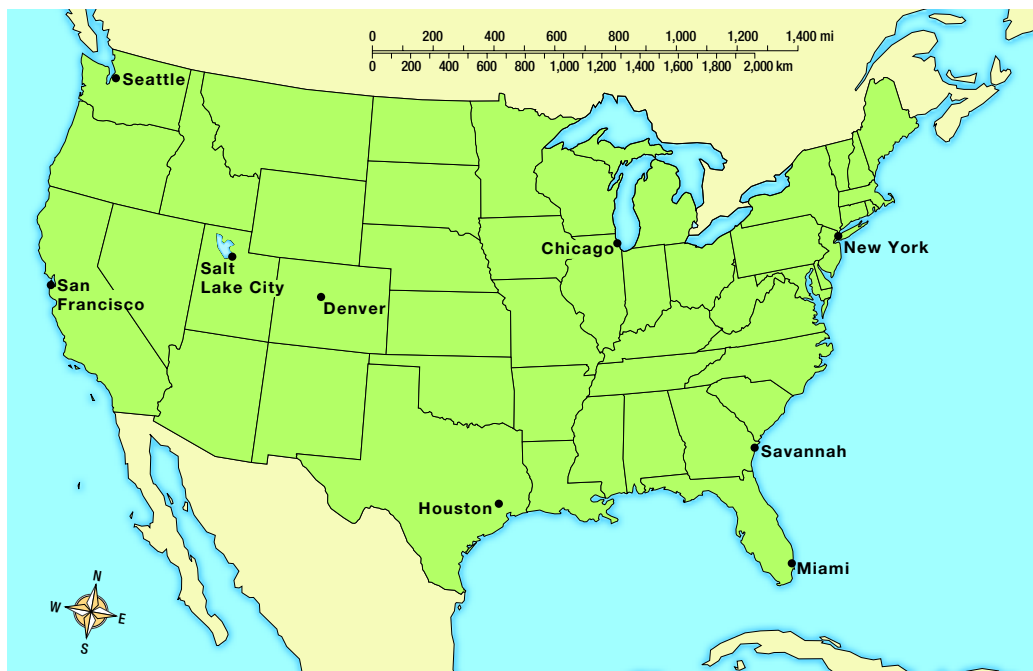 0 200 400 600 800 1,000 1,200 1,400 mi
0 200 400 600 800 1,000 1,200 1,400 1,600 1,800 2,000 km
Seattle
Chicago
New York
Salt
Lake City
San
Francisco
Denver
Savannah
Houston
Miami
N
W
E
S